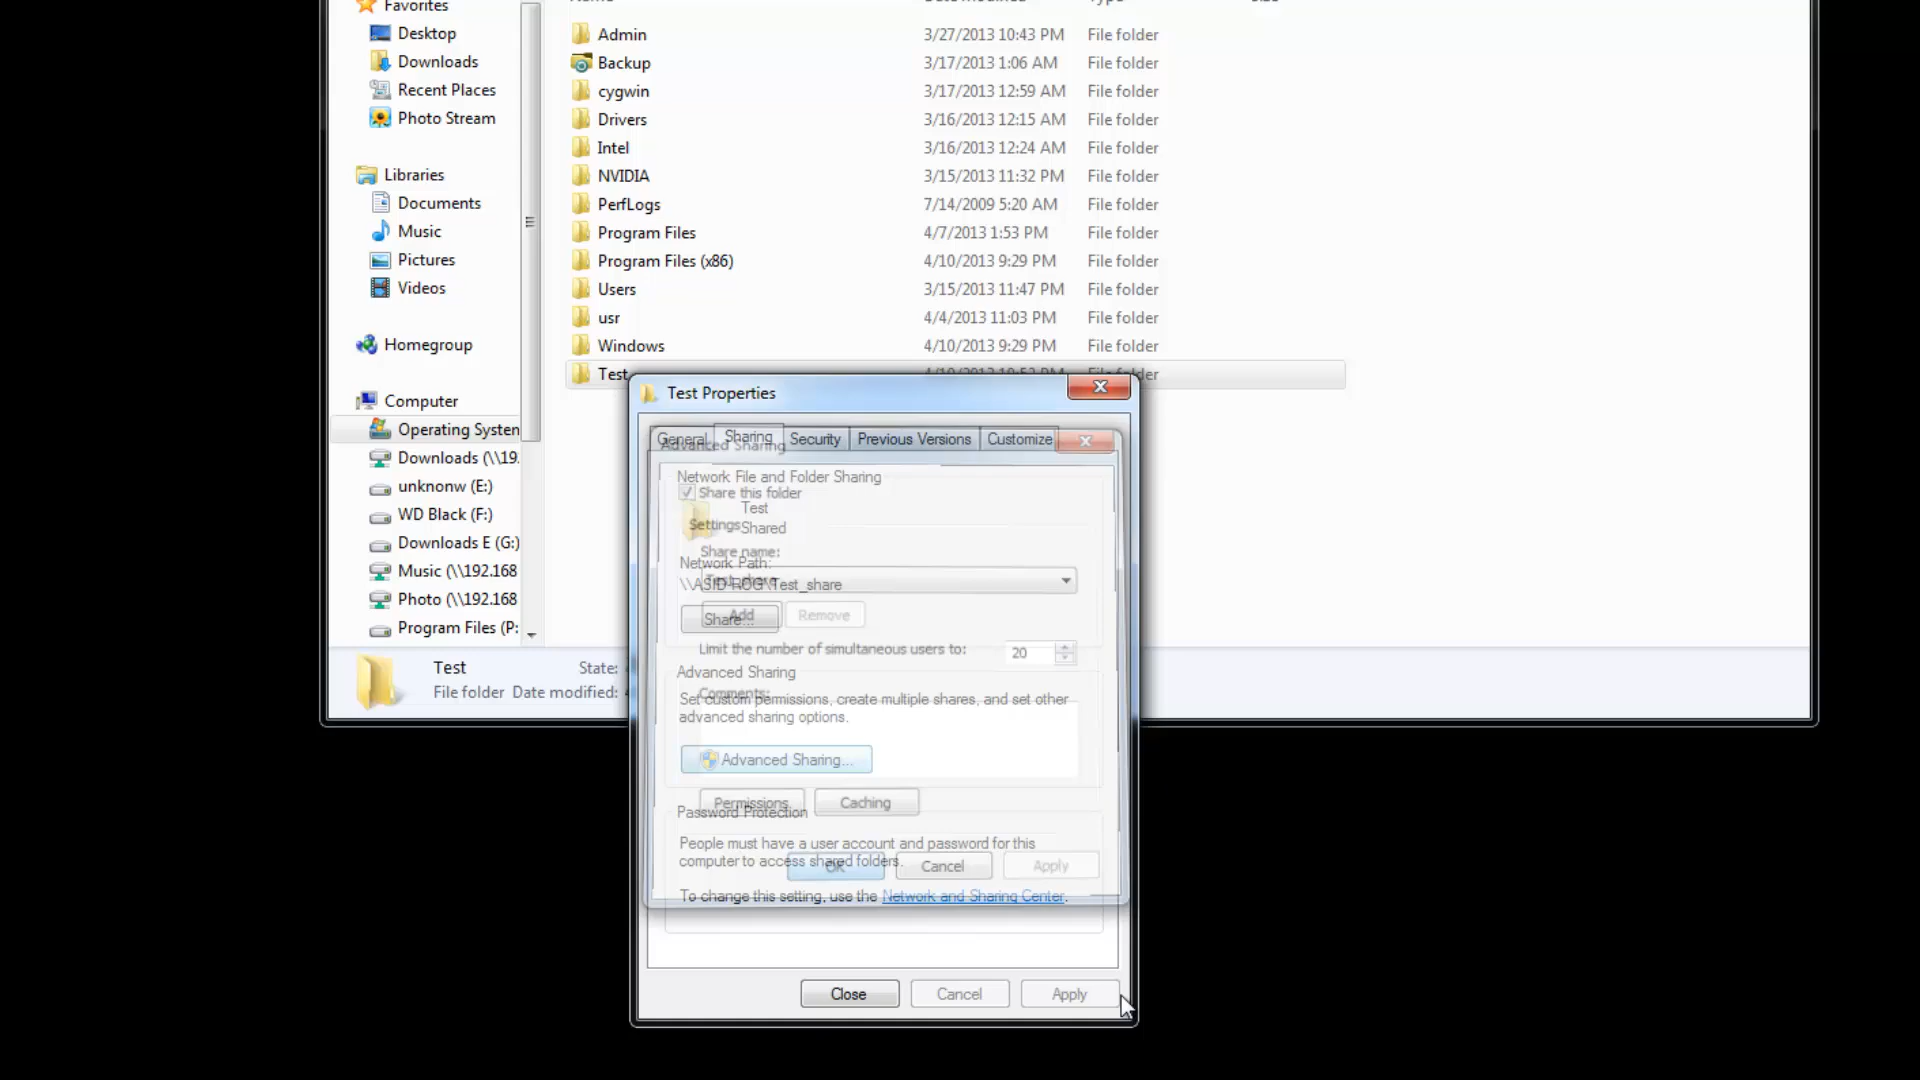 Favorites
Desktop
Downloads
Recent Places
Photo Stream
Libraries
Documents
Music
Pictures
Videos
Homegroup
Computer
Operating Systen
Downloads (\\19
unknonw (E:)
WD Black (F:)
Downloads E (G:)
Music (\\192.168
Photo (\\192.168
Program Files (P:
Admin 3/27/2013 10:43 PM File folder
Backup 3/17/2013 1:06 AM File folder
cygwin 3/17/2013 12:59 AM File folder
Drivers 3/16/2013 12:15 AM File folder
Intel 3/16/2013 12:24 AM File folder
NVIDIA 3/15/2013 11:32 PM File folder
PerfLogs 7/14/2009 5:20 AM File folder
Program Files 4/7/2013 1:53 PM File folder
Program Files (x86) 4/10/2013 9:29 PM File folder
Users 3/15/2013 11:47 PM File folder
usr 4/4/2013 11:03 PM File folder
Windows 4/10/2013 9:29 PM File folder
Test
Test State:
File folder Date modified:
Test Properties
General Sharing Security Previous Versions Customize
Advanced Sharing
Network File and Folder Sharing
Share this folder
Test
Settings
Shared
Share name:
Network Path:
Test_share
\\ASID-ROG\Test_share
Add Remove
Share...
Limit the number of simultaneous users to: 20
Advanced Sharing
Comments:
Set custom permissions, create multiple shares, and set other
advanced sharing options.
Advanced Sharing...
Permissions Caching
Password Protection
People must have a user account and password for this
computer to access shared folders.
OK Cancel Apply
To change this setting, use the Network and Sharing Center.
Close Cancel Apply